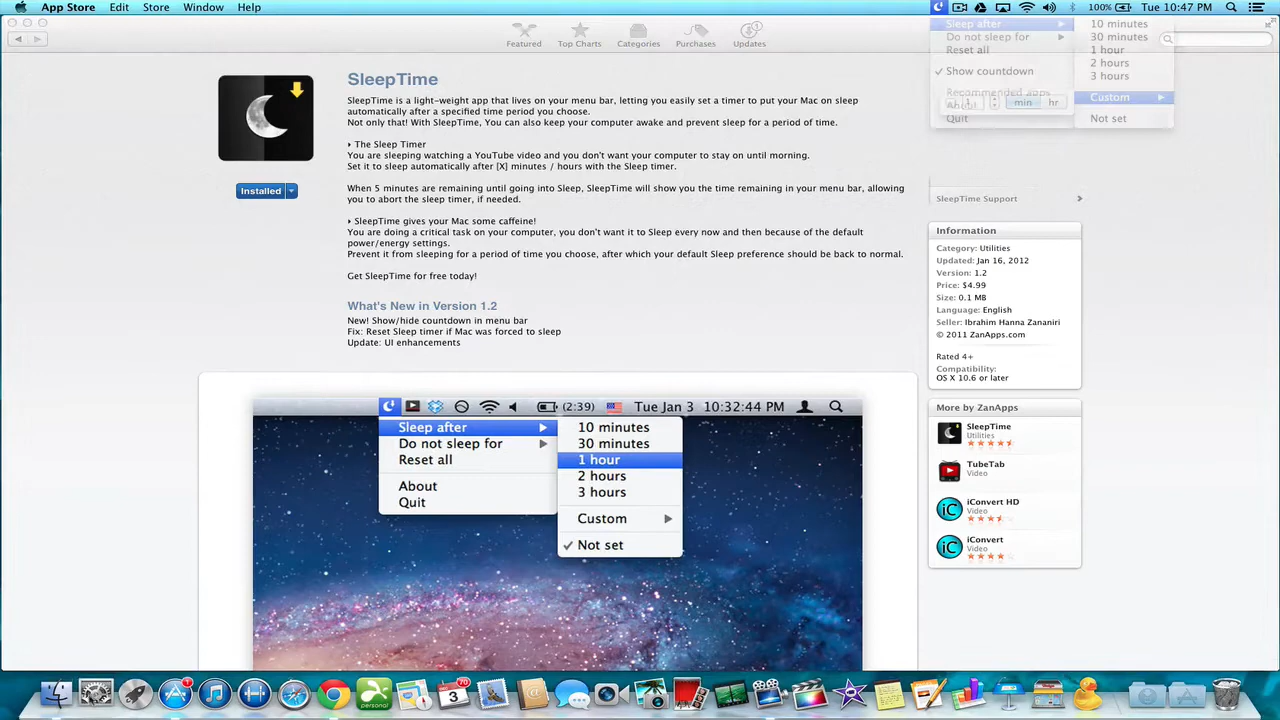 App Store Edit Store Window Help 100% Tue 10:47 PM
Featured Top Charts Categories Purchases Updates
Sleep after
Do not sleep for
Reset all
Show countdown
Recommended apps
About
Quit
1 min hr
10 minutes
30 minutes
1 hour
2 hours
3 hours
Custom
Not set
SleepTime
SleepTime is a light-weight app that lives on your menu bar, letting you easily set a timer to put your Mac on sleep
automatically after a specified time period you choose.
Not only that! With SleepTime, You can also keep your computer awake and prevent sleep for a period of time.
‣ The Sleep Timer
You are sleeping watching a YouTube video and you don't want your computer to stay on until morning.
Set it to sleep automatically after [X] minutes / hours with the Sleep timer.
When 5 minutes are remaining until going into Sleep, SleepTime will show you the time remaining in your menu bar, allowing
you to abort the sleep timer, if needed.
‣ SleepTime gives your Mac some caffeine!
You are doing a critical task on your computer, you don't want it to Sleep every now and then because of the default
power/energy settings.
Prevent it from sleeping for a period of time you choose, after which your default Sleep preference should be back to normal.
Get SleepTime for free today!
Installed
What's New in Version 1.2
New! Show/hide countdown in menu bar
Fix: Reset Sleep timer if Mac was forced to sleep
Update: UI enhancements
SleepTime Support
Information
Category: Utilities
Updated: Jan 16, 2012
Version: 1.2
Price: $4.99
Size: 0.1 MB
Language: English
Seller: Ibrahim Hanna Zananiri
© 2011 ZanApps.com
Rated 4+
Compatibility:
OS X 10.6 or later
More by ZanApps
SleepTime
Utilities
TubeTab
Video
iConvert HD
Video
iConvert
Video
(2:39) Tue Jan 3 10:32:44 PM
Sleep after
Do not sleep for
Reset all
About
Quit
10 minutes
30 minutes
1 hour
2 hours
3 hours
Custom
Not set
personal
3